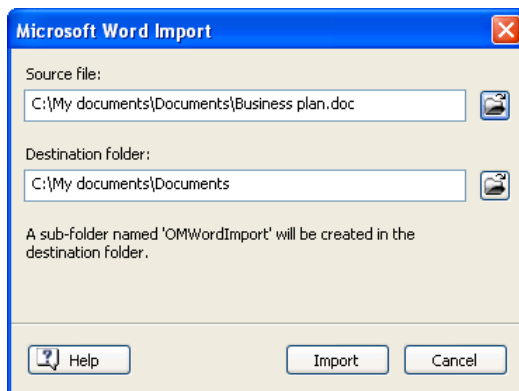 Microsoft Word Import
Source file:
C:\My documents\Documents\Business plan.doc
Destination folder:
C:\My documents\Documents
A sub-folder named 'OMWordImport' will be created in the
destination folder.
Help
Import
Cancel